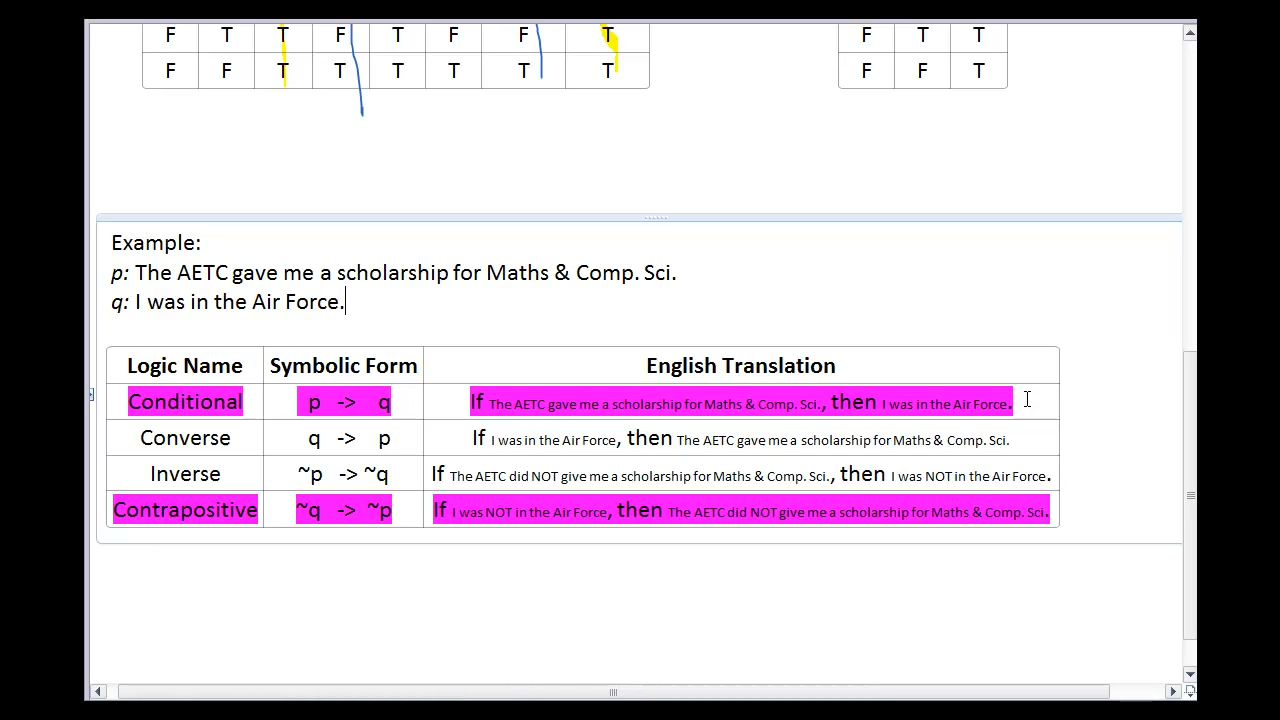 F T T F T F F T F T T
F F T T T T T T F F T
Example:
p: The AETC gave me a scholarship for Maths & Comp. Sci.
q: I was in the Air Force.
Logic Name Symbolic Form English Translation
Conditional p -> q If The AETC gave me a scholarship for Maths & Comp. Sci., then I was in the Air Force.
Converse q -> p If I was in the Air Force, then The AETC gave me a scholarship for Maths & Comp. Sci.
Inverse ~p -> ~q If The AETC did NOT give me a scholarship for Maths & Comp. Sci., then I was NOT in the Air Force.
Contrapositive ~q -> ~p If I was NOT in the Air Force, then The AETC did NOT give me a scholarship for Maths & Comp. Sci.